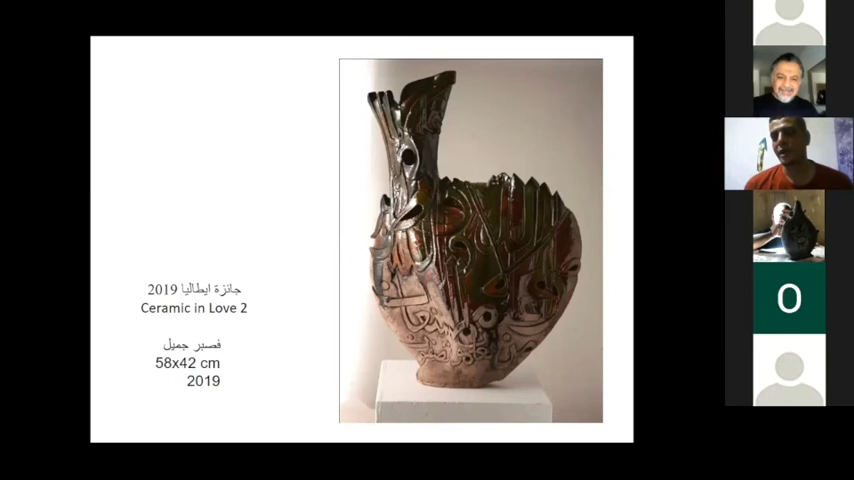 جائزة ايطاليا 2019
Ceramic in Love 2
فصبر جميل
58x42 cm
2019
O